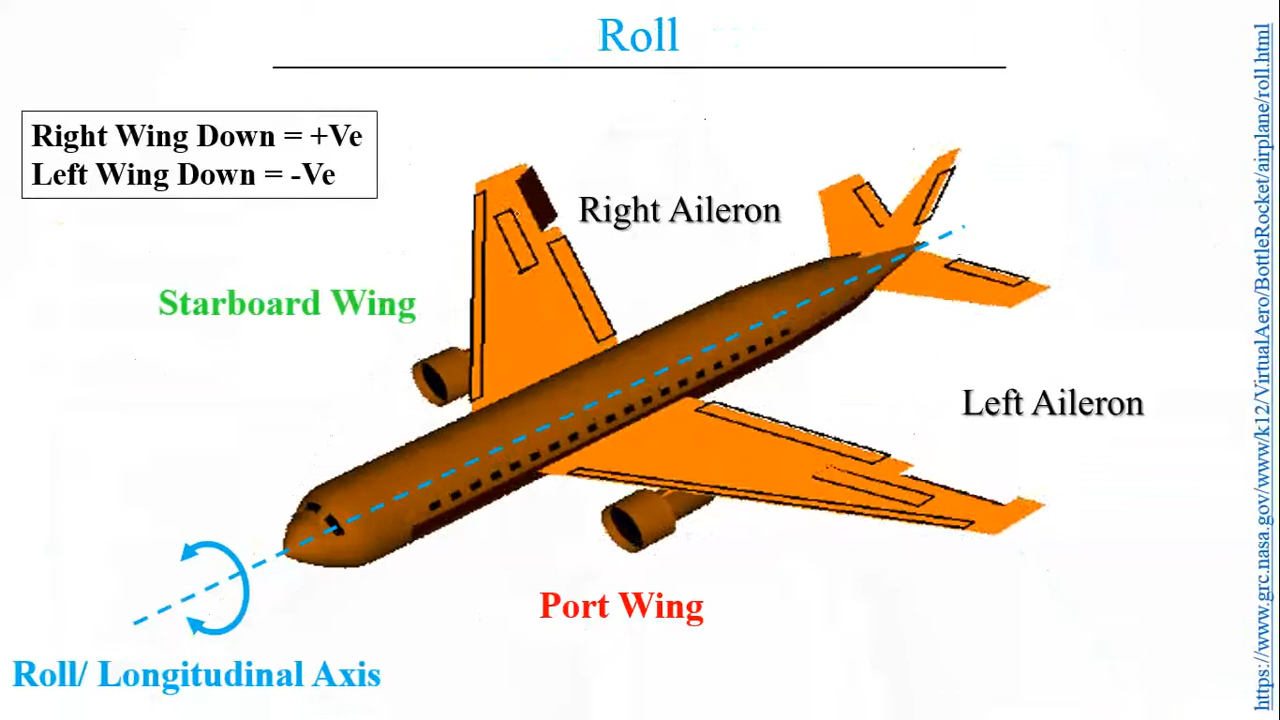 Roll
Right Wing Down = +Ve
Left Wing Down = -Ve
Right Aileron
Starboard Wing
Left Aileron
Port Wing
Roll/ Longitudinal Axis
https://www.grc.nasa.gov/www/k12/VirtualAero/BottleRocket/airplane/roll.html